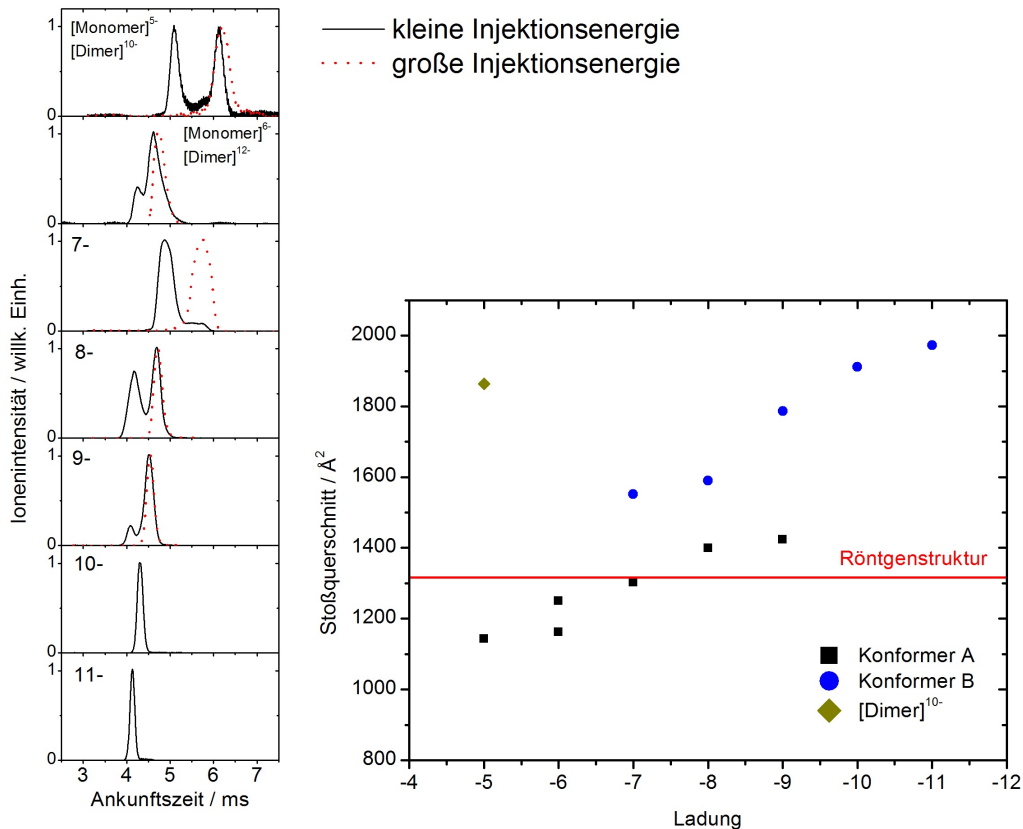 kleine Injektionsenergie
große Injektionsenergie
[Monomer]⁵⁻
[Dimer]¹⁰⁻
1
0
[Monomer]⁶⁻
[Dimer]¹²⁻
1
0
7-
1
0
8-
1
0
9-
1
0
10-
1
0
11-
1
0
3 4 5 6 7
Ankunftszeit / ms
Ionenintensität / willk. Einh.
2000
1800
1600
1400
1200
1000
800
Stoßquerschnitt / Å²
Röntgenstruktur
Konformer A
Konformer B
[Dimer]¹⁰⁻
-4 -5 -6 -7 -8 -9 -10 -11 -12
Ladung